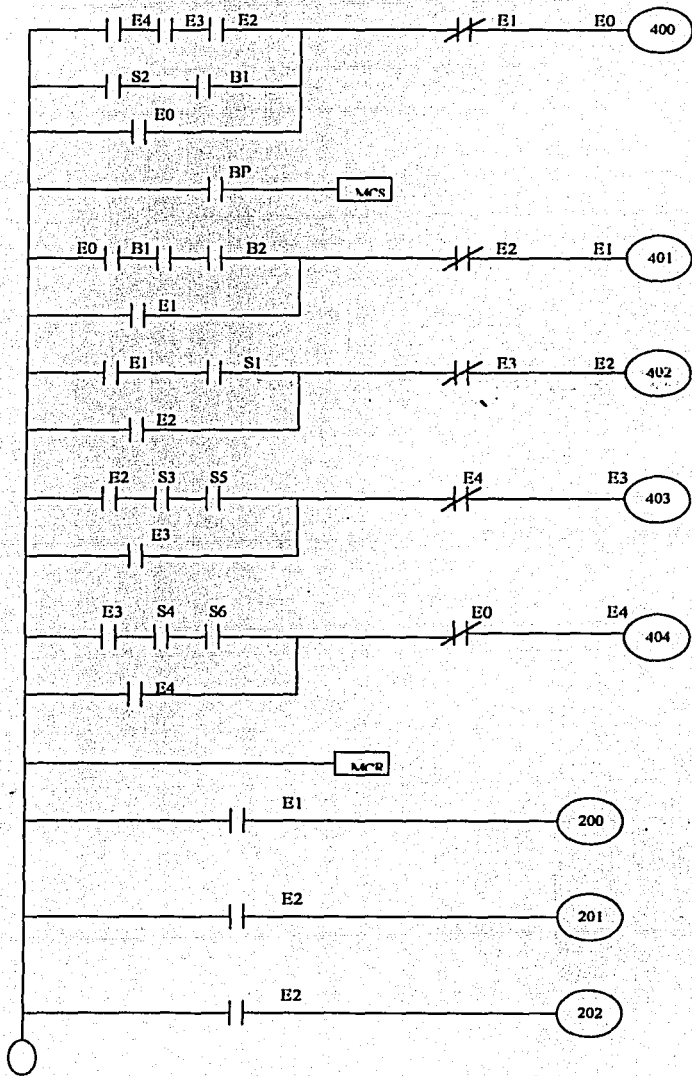 E4 E3 E2 E1 E0 400
S2 B1
E0
BP MCS
E0 B1 B2 E2 E1 401
E1
E1 S1 E3 E2 402
E2
E2 S3 S5 E4 E3 403
E3
E3 S4 S6 E0 E4 404
E4
MCR
E1 200
E2 201
E2 202